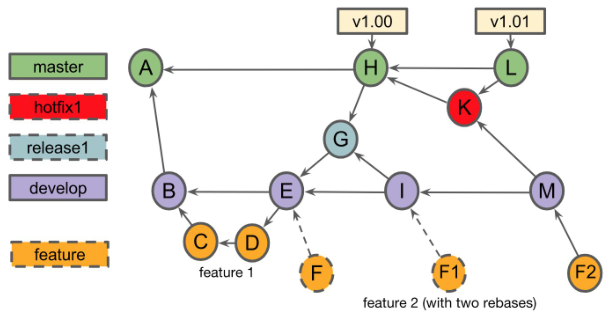 v1.00
v1.01
master
A
H
L
hotfix1
K
release1
G
develop
B
E
I
M
feature
C
D
F
F1
F2
feature 1
feature 2 (with two rebases)